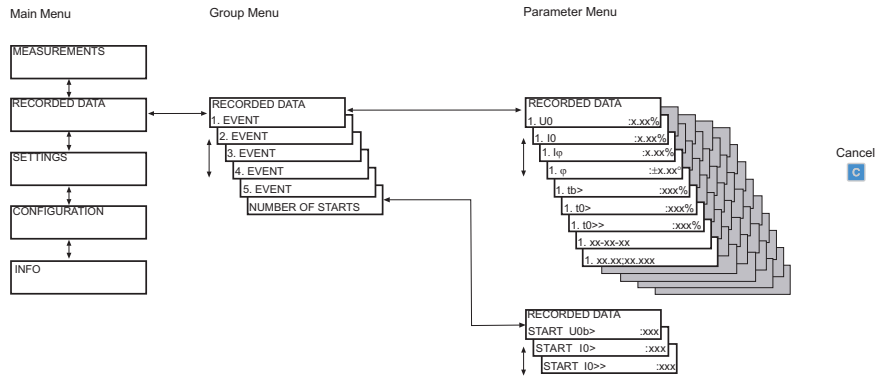 Main Menu
Group Menu
Parameter Menu
MEASUREMENTS
RECORDED DATA
SETTINGS
CONFIGURATION
INFO
RECORDED DATA
1. EVENT
2. EVENT
3. EVENT
4. EVENT
5. EVENT
NUMBER OF STARTS
RECORDED DATA
1. U0 :x.xx%
1. I0 :x.xx%
1. Iφ :x.xx%
1. φ :±x.xx°
1. tb> :xxx%
1. t0> :xxx%
1. t0>> :xxx%
1. xx-xx-xx
1. xx.xx;xx.xxx
RECORDED DATA
START U0b> :xxx
START I0> :xxx
START I0>> :xxx
Cancel
C